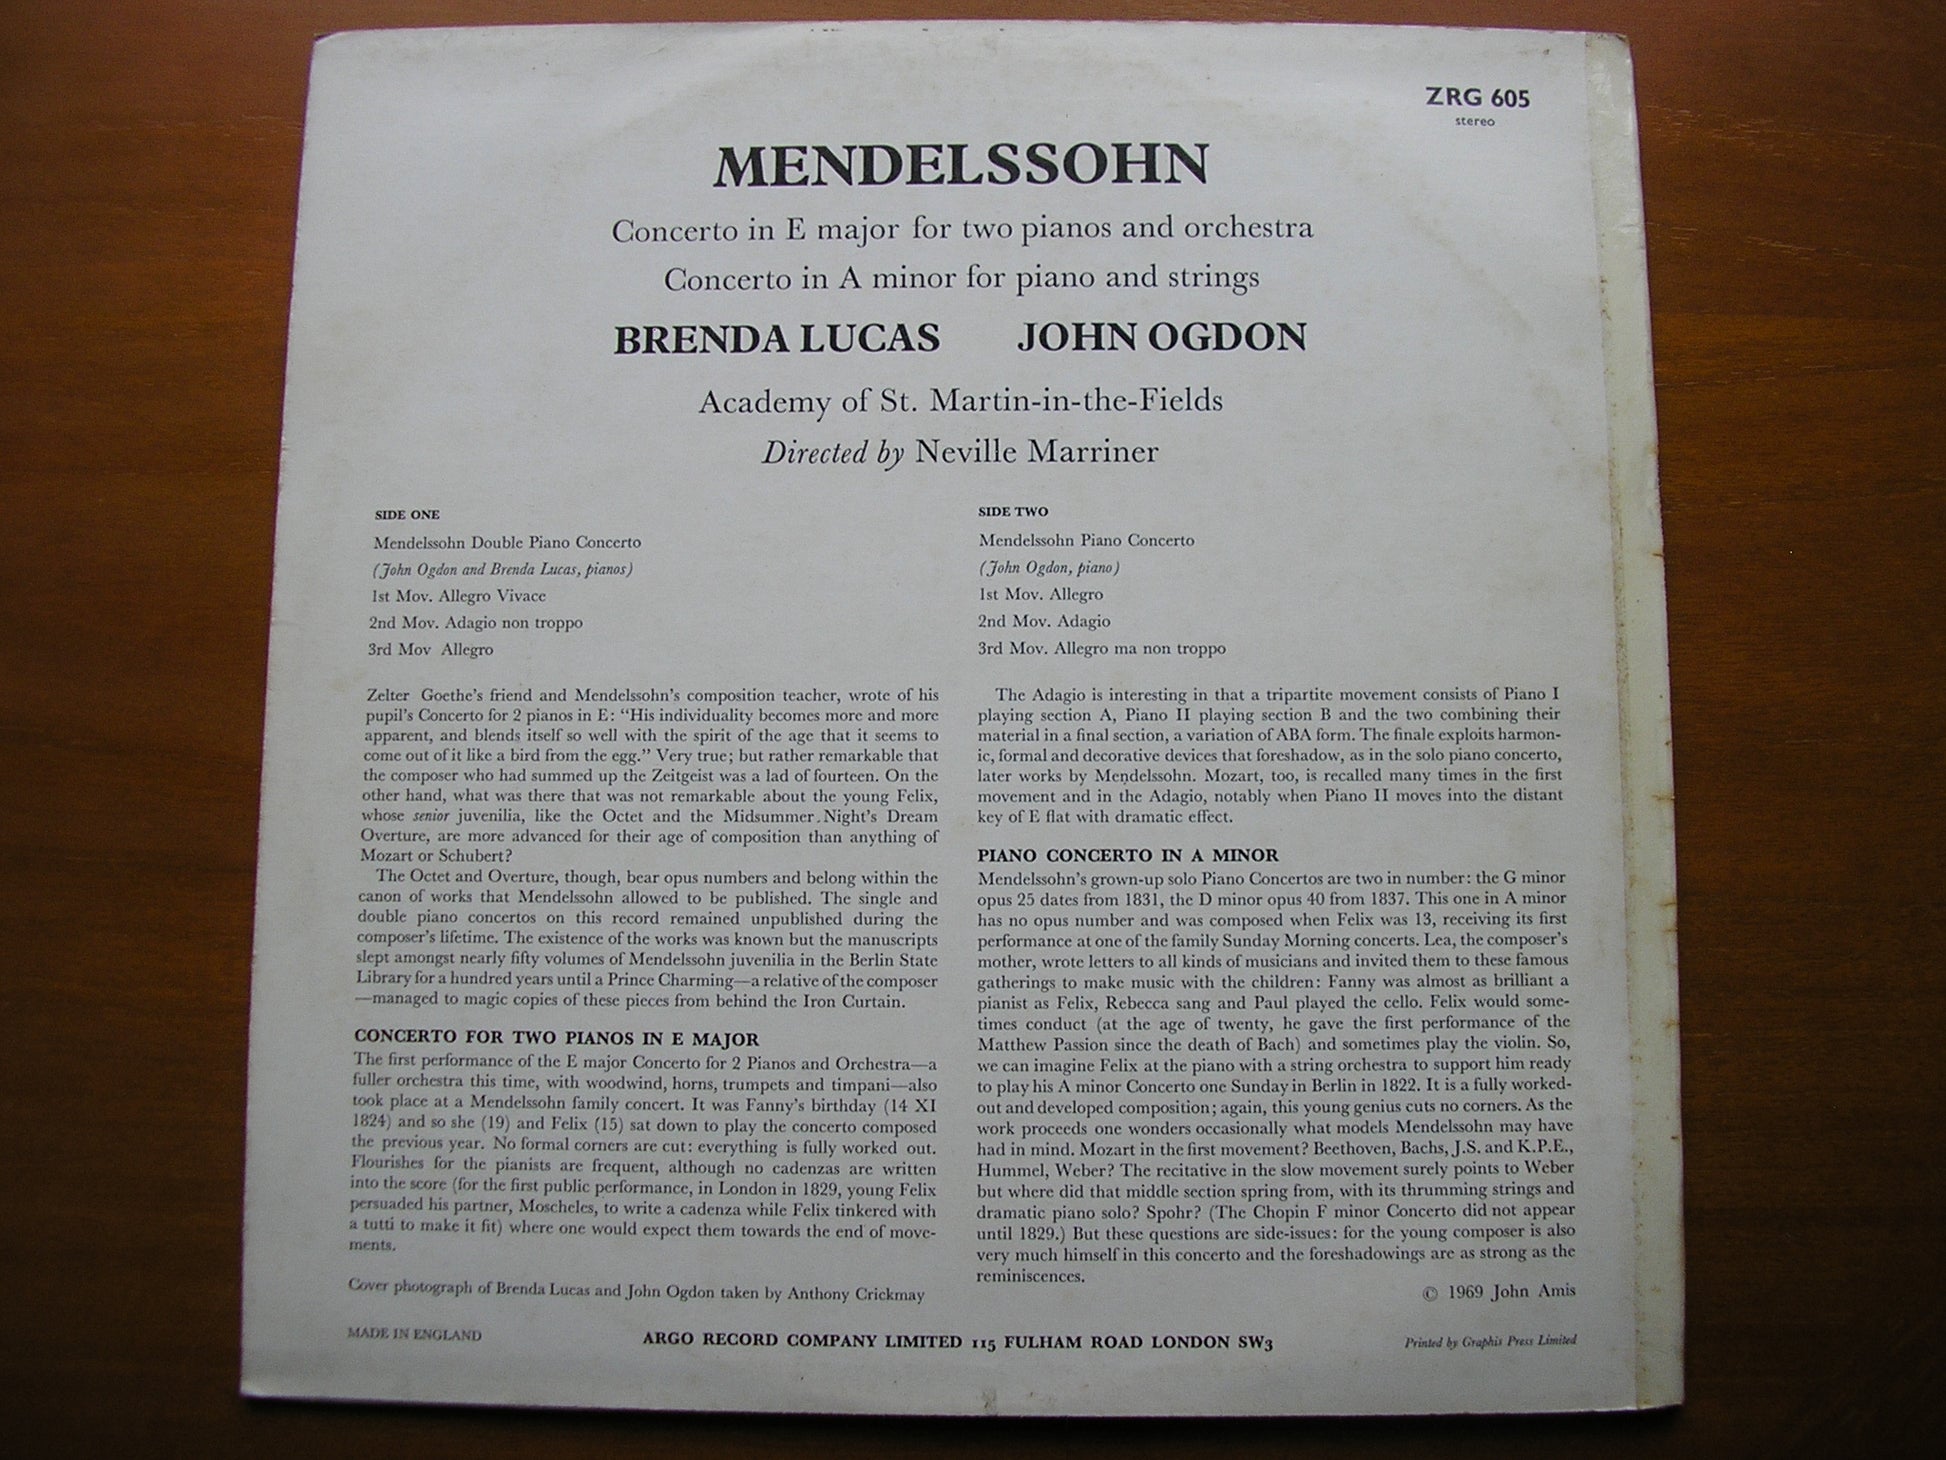 ZRG 605
stereo
MENDELSSOHN
Concerto in E major for two pianos and orchestra
Concerto in A minor for piano and strings
BRENDA LUCAS JOHN OGDON
Academy of St. Martin-in-the-Fields
Directed by Neville Marriner
SIDE ONE
Mendelssohn Double Piano Concerto
(John Ogdon and Brenda Lucas, pianos)
1st Mov. Allegro Vivace
2nd Mov. Adagio non troppo
3rd Mov Allegro
Zelter Goethe's friend and Mendelssohn's composition teacher, wrote of his
pupil's Concerto for 2 pianos in E: "His individuality becomes more and more
apparent, and blends itself so well with the spirit of the age that it seems to
come out of it like a bird from the egg." Very true; but rather remarkable that
the composer who had summed up the Zeitgeist was a lad of fourteen. On the
other hand, what was there that was not remarkable about the young Felix,
whose senior juvenilia, like the Octet and the Midsummer Night's Dream
Overture, are more advanced for their age of composition than anything of
Mozart or Schubert?
The Octet and Overture, though, bear opus numbers and belong within the
canon of works that Mendelssohn allowed to be published. The single and
double piano concertos on this record remained unpublished during the
composer's lifetime. The existence of the works was known but the manuscripts
slept amongst nearly fifty volumes of Mendelssohn juvenilia in the Berlin State
Library for a hundred years until a Prince Charming—a relative of the composer
—managed to magic copies of these pieces from behind the Iron Curtain.
CONCERTO FOR TWO PIANOS IN E MAJOR
The first performance of the E major Concerto for 2 Pianos and Orchestra—a
fuller orchestra this time, with woodwind, horns, trumpets and timpani—also
took place at a Mendelssohn family concert. It was Fanny's birthday (14 XI
1824) and so she (19) and Felix (15) sat down to play the concerto composed
the previous year. No formal corners are cut: everything is fully worked out.
Flourishes for the pianists are frequent, although no cadenzas are written
into the score (for the first public performance, in London in 1829, young Felix
persuaded his partner, Moscheles, to write a cadenza while Felix tinkered with
a tutti to make it fit) where one would expect them towards the end of move-
ments.
Cover photograph of Brenda Lucas and John Ogdon taken by Anthony Crickmay
SIDE TWO
Mendelssohn Piano Concerto
(John Ogdon, piano)
1st Mov. Allegro
2nd Mov. Adagio
3rd Mov. Allegro ma non troppo
The Adagio is interesting in that a tripartite movement consists of Piano I
playing section A, Piano II playing section B and the two combining their
material in a final section, a variation of ABA form. The finale exploits harmon-
ic, formal and decorative devices that foreshadow, as in the solo piano concerto,
later works by Mendelssohn. Mozart, too, is recalled many times in the first
movement and in the Adagio, notably when Piano II moves into the distant
key of E flat with dramatic effect.
PIANO CONCERTO IN A MINOR
Mendelssohn's grown-up solo Piano Concertos are two in number: the G minor
opus 25 dates from 1831, the D minor opus 40 from 1837. This one in A minor
has no opus number and was composed when Felix was 13, receiving its first
performance at one of the family Sunday Morning concerts. Lea, the composer's
mother, wrote letters to all kinds of musicians and invited them to these famous
gatherings to make music with the children: Fanny was almost as brilliant a
pianist as Felix, Rebecca sang and Paul played the cello. Felix would some-
times conduct (at the age of twenty, he gave the first performance of the
Matthew Passion since the death of Bach) and sometimes play the violin. So,
we can imagine Felix at the piano with a string orchestra to support him ready
to play his A minor Concerto one Sunday in Berlin in 1822. It is a fully worked-
out and developed composition; again, this young genius cuts no corners. As the
work proceeds one wonders occasionally what models Mendelssohn may have
had in mind. Mozart in the first movement? Beethoven, Bachs, J.S. and K.P.E.,
Hummel, Weber? The recitative in the slow movement surely points to Weber
but where did that middle section spring from, with its thrumming strings and
dramatic piano solo? Spohr? (The Chopin F minor Concerto did not appear
until 1829.) But these questions are side-issues: for the young composer is also
very much himself in this concerto and the foreshadowings are as strong as the
reminiscences.
© 1969 John Amis
MADE IN ENGLAND
ARGO RECORD COMPANY LIMITED 115 FULHAM ROAD LONDON SW3
Printed by Graphis Press Limited